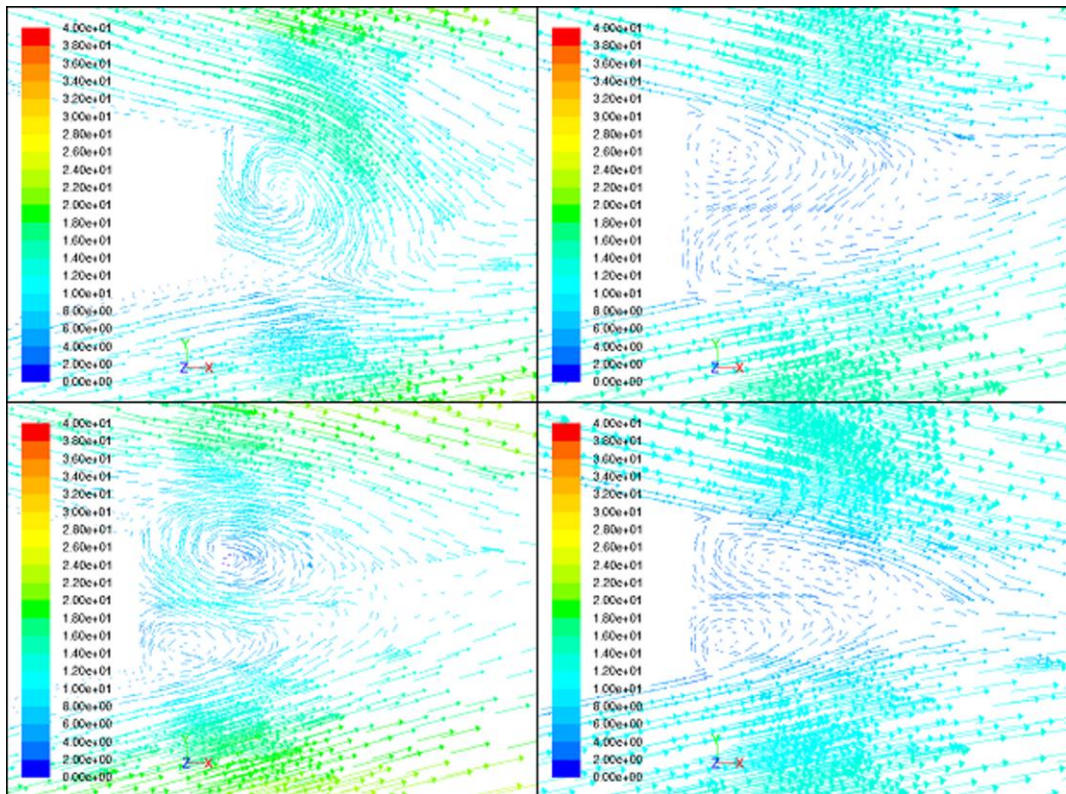 4.00e+01
3.80e+01
3.60e+01
3.40e+01
3.20e+01
3.00e+01
2.80e+01
2.60e+01
2.40e+01
2.20e+01
2.00e+01
1.80e+01
1.60e+01
1.40e+01
1.20e+01
1.00e+01
8.00e+00
6.00e+00
4.00e+00
2.00e+00
0.00e+00
Y
Z X
4.00e+01
3.80e+01
3.60e+01
3.40e+01
3.20e+01
3.00e+01
2.80e+01
2.60e+01
2.40e+01
2.20e+01
2.00e+01
1.80e+01
1.60e+01
1.40e+01
1.20e+01
1.00e+01
8.00e+00
6.00e+00
4.00e+00
2.00e+00
0.00e+00
Y
Z X
4.00e+01
3.80e+01
3.60e+01
3.40e+01
3.20e+01
3.00e+01
2.80e+01
2.60e+01
2.40e+01
2.20e+01
2.00e+01
1.80e+01
1.60e+01
1.40e+01
1.20e+01
1.00e+01
8.00e+00
6.00e+00
4.00e+00
2.00e+00
0.00e+00
Y
Z X
4.00e+01
3.80e+01
3.60e+01
3.40e+01
3.20e+01
3.00e+01
2.80e+01
2.60e+01
2.40e+01
2.20e+01
2.00e+01
1.80e+01
1.60e+01
1.40e+01
1.20e+01
1.00e+01
8.00e+00
6.00e+00
4.00e+00
2.00e+00
0.00e+00
Y
Z X